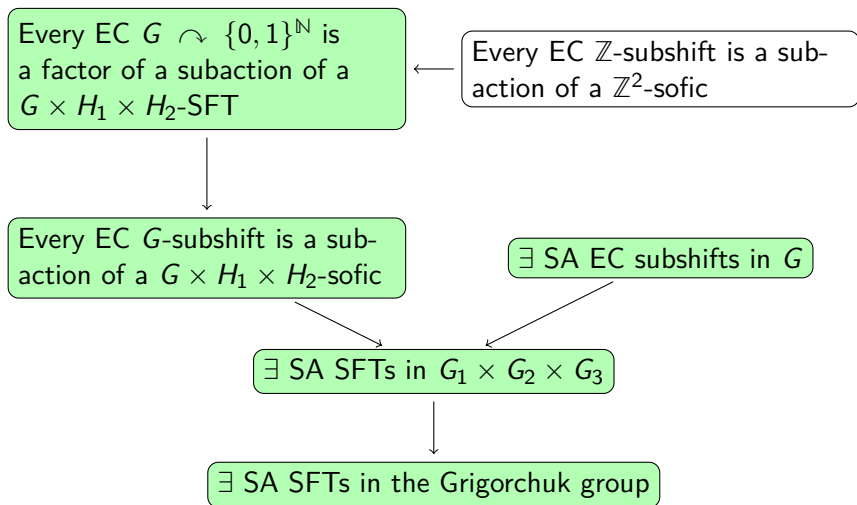 Every EC G ↷ {0, 1}^ℕ is
a factor of a subaction of a
G × H₁ × H₂-SFT
Every EC ℤ-subshift is a sub-
action of a ℤ²-sofic
Every EC G-subshift is a sub-
action of a G × H₁ × H₂-sofic
∃ SA EC subshifts in G
∃ SA SFTs in G₁ × G₂ × G₃
∃ SA SFTs in the Grigorchuk group